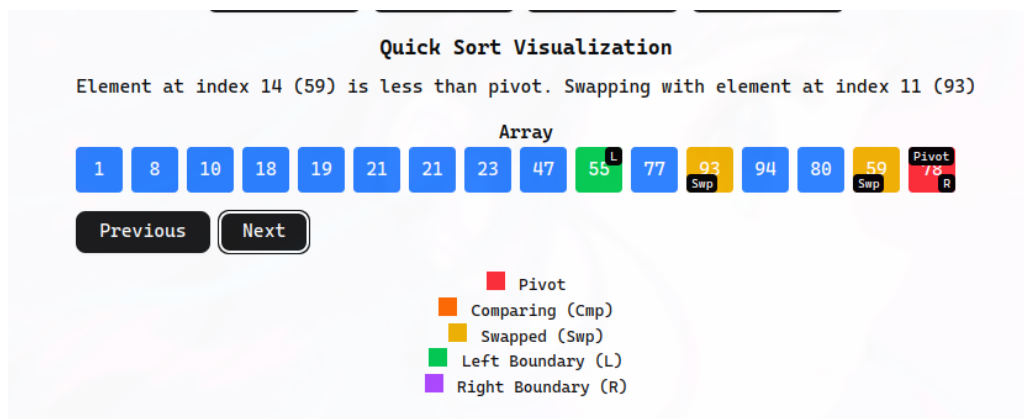 Quick Sort Visualization
Element at index 14 (59) is less than pivot. Swapping with element at index 11 (93)
Array
1 8 10 18 19 21 21 23 47 55 L 77 93 Swp 94 80 59 Swp Pivot 78 R
Previous Next
Pivot
Comparing (Cmp)
Swapped (Swp)
Left Boundary (L)
Right Boundary (R)